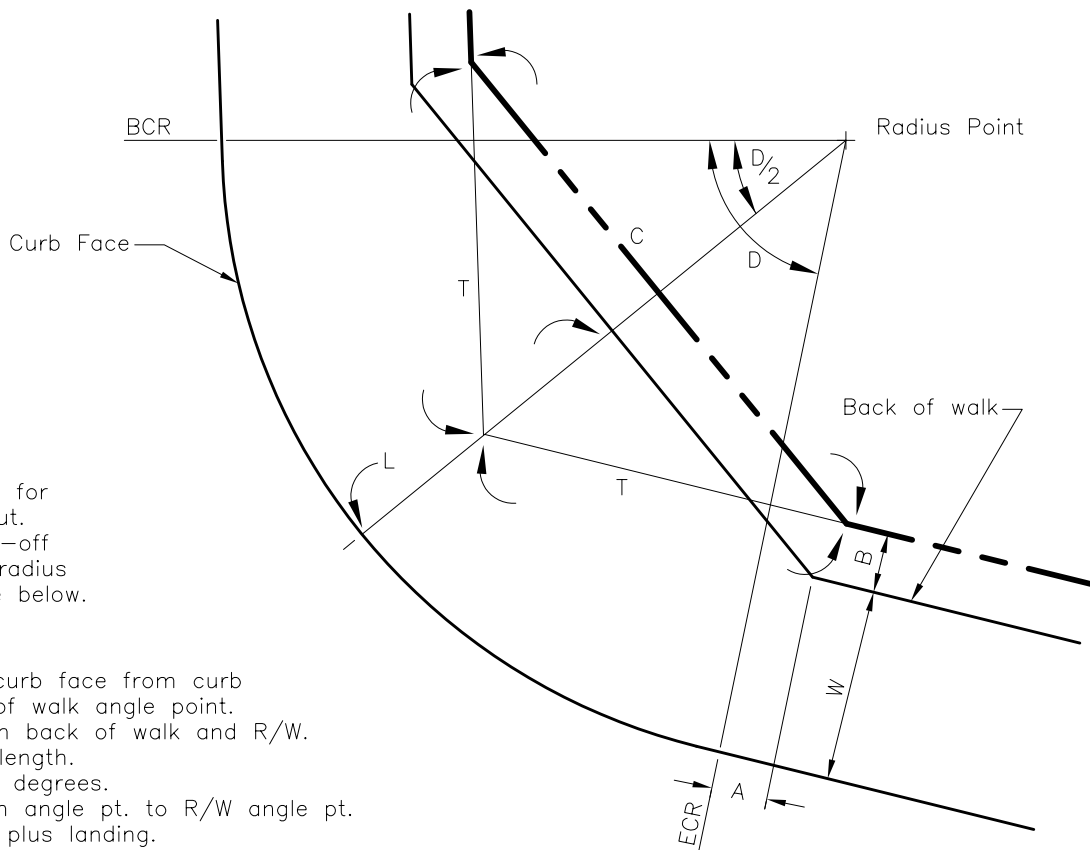 BCR
Radius Point
D/2
Curb Face
C
D
T
Back of walk
L
T
for
ut.
-off
radius
e below.
B
W
curb face from curb
of walk angle point.
n back of walk and R/W.
length.
degrees.
n angle pt. to R/W angle pt.
plus landing.
ECR
A